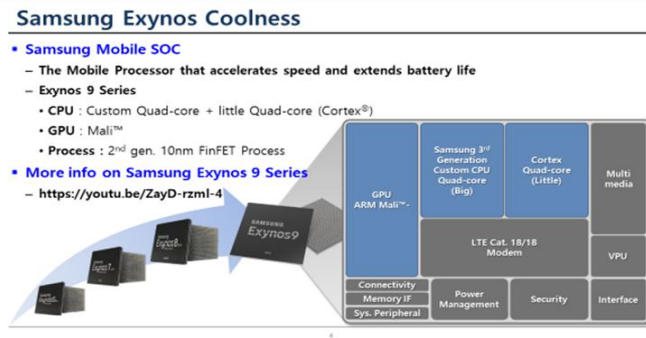 Samsung Exynos Coolness
▪ Samsung Mobile SOC
– The Mobile Processor that accelerates speed and extends battery life
– Exynos 9 Series
• CPU : Custom Quad-core + little Quad-core (Cortex®)
• GPU : Mali™
• Process : 2nd gen. 10nm FinFET Process
▪ More info on Samsung Exynos 9 Series
– https://youtu.be/ZayD-rzml-4
SAMSUNG
Exynos9
Exynos8
Exynos7
GPU
ARM Mali™-
Samsung 3rd
Generation
Custom CPU
Quad-core
(Big)
Cortex
Quad-core
(Little)
Multi
media
LTE Cat. 18/18
Modem
VPU
Connectivity
Memory IF
Sys. Peripheral
Power
Management
Security
Interface